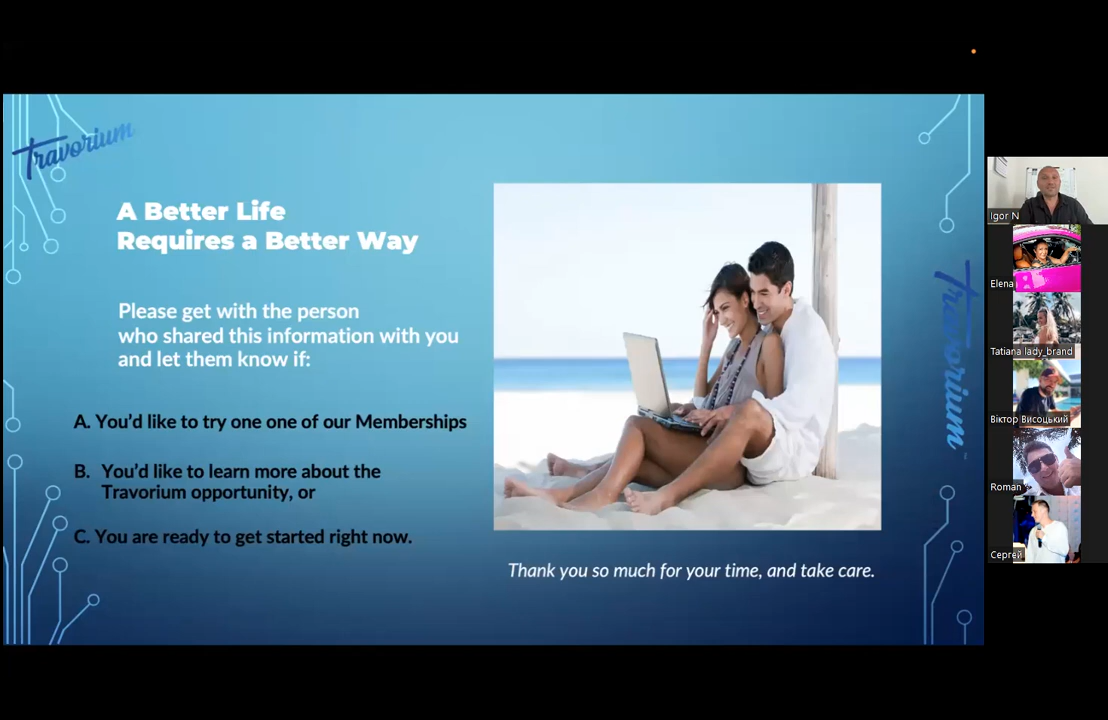 Travorium
A Better Life
Requires a Better Way
Please get with the person
who shared this information with you
and let them know if:
A. You'd like to try one one of our Memberships
B. You'd like to learn more about the
Travorium opportunity, or
C. You are ready to get started right now.
Thank you so much for your time, and take care.
Travorium
Igor N
Elena
Tatiana lady_brand
Віктор Висоцький
Roman
Сергей